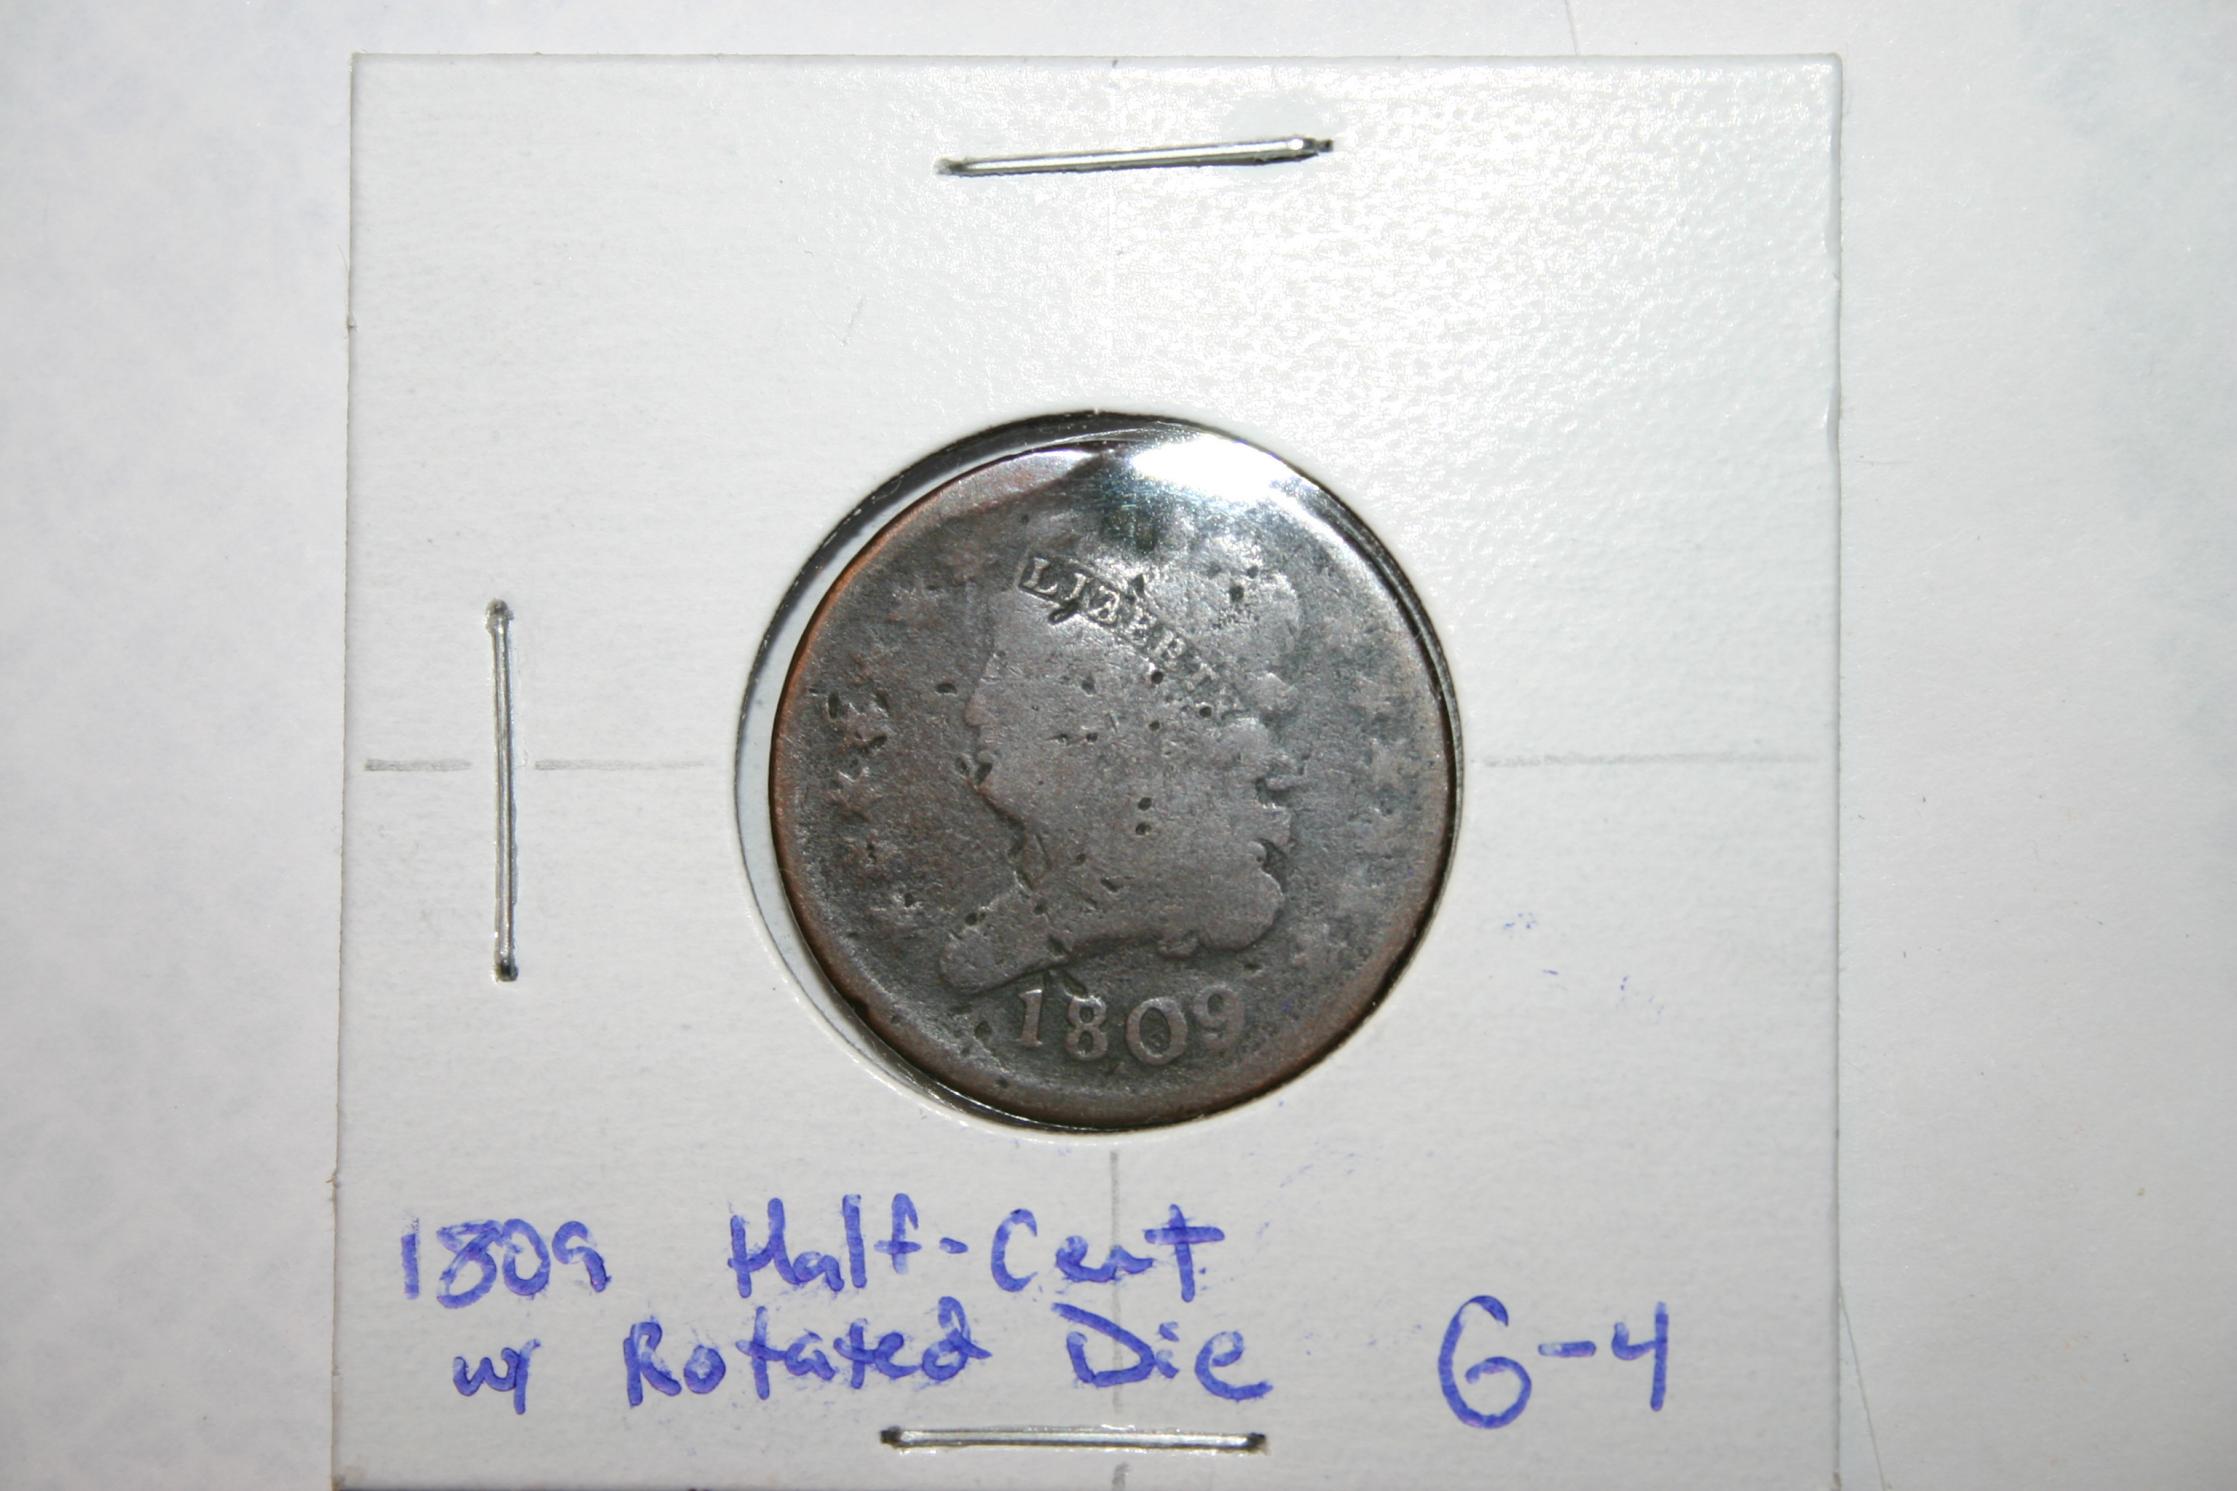 LIBERTY
1809
1809 Half-Cent
w/ Rotated Die G-4